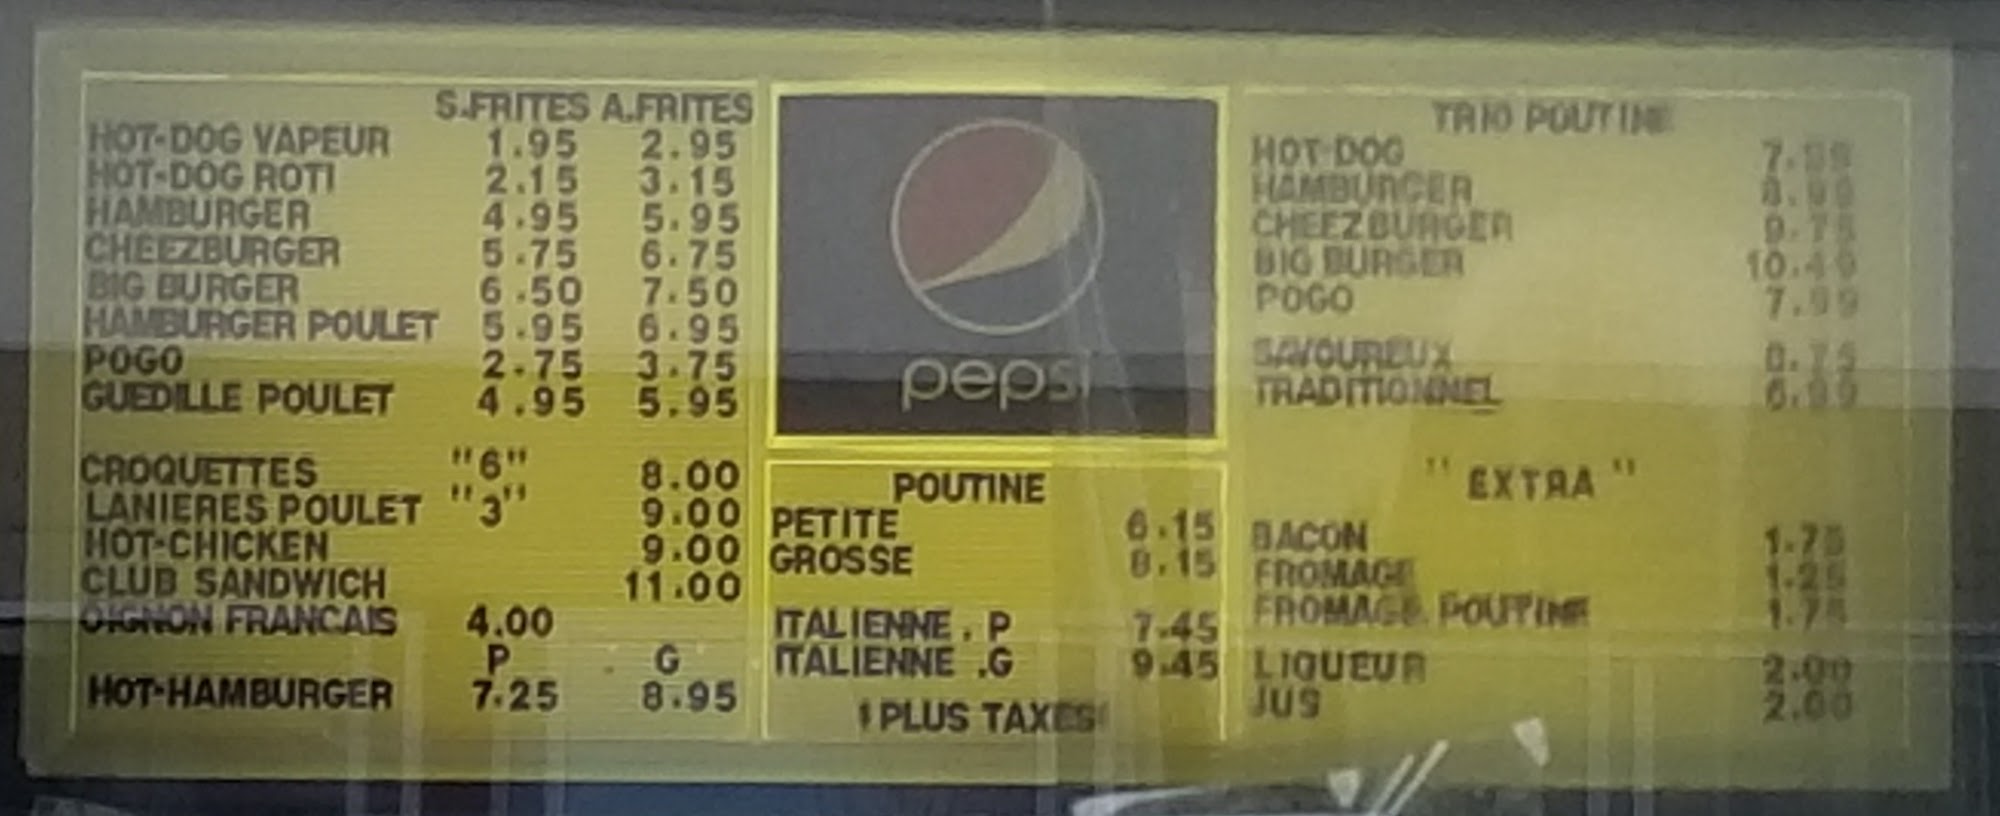 S.FRITES A.FRITES
HOT-DOG VAPEUR 1.95 2.95
HOT-DOG ROTI 2.15 3.15
HAMBURGER 4.95 5.95
CHEEZBURGER 5.75 6.75
BIG BURGER 6.50 7.50
HAMBURGER POULET 5.95 6.95
POGO 2.75 3.75
GUEDILLE POULET 4.95 5.95
CROQUETTES "6" 8.00
LANIERES POULET "3" 9.00
HOT-CHICKEN 9.00
CLUB SANDWICH 11.00
OIGNON FRANCAIS 4.00
P G
HOT-HAMBURGER 7.25 8.95
pepsi
POUTINE
PETITE 6.15
GROSSE 8.15
ITALIENNE . P 7.45
ITALIENNE .G 9.45
PLUS TAXES
TRIO POUTINE
HOT-DOG
HAMBURGER 8.99
CHEEZBURGER 9.75
BIG BURGER 10.49
POGO 7.99
SAVOUREUX 8.75
TRADITIONNEL 6.99
" EXTRA "
BACON 1.75
FROMAGE 1.25
FROMAGE POUTINE 1.75
LIQUEUR 2.00
JUS 2.00